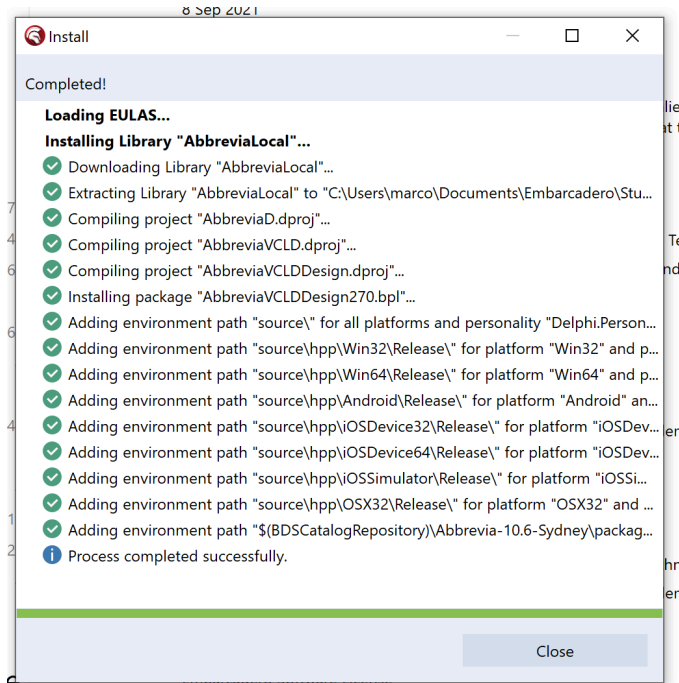 8 Sep 2021
Install
Completed!
Loading EULAS...
Installing Library "AbbreviaLocal"...
Downloading Library "AbbreviaLocal"...
Extracting Library "AbbreviaLocal" to "C:\Users\marco\Documents\Embarcadero\Stu...
Compiling project "AbbreviaD.dproj"...
Compiling project "AbbreviaVCLD.dproj"...
Compiling project "AbbreviaVCLDDesign.dproj"...
Installing package "AbbreviaVCLDDesign270.bpl"...
Adding environment path "source\" for all platforms and personality "Delphi.Person...
Adding environment path "source\hpp\Win32\Release\" for platform "Win32" and p...
Adding environment path "source\hpp\Win64\Release\" for platform "Win64" and p...
Adding environment path "source\hpp\Android\Release\" for platform "Android" an...
Adding environment path "source\hpp\iOSDevice32\Release\" for platform "iOSDev...
Adding environment path "source\hpp\iOSDevice64\Release\" for platform "iOSDev...
Adding environment path "source\hpp\iOSSimulator\Release\" for platform "iOSSi...
Adding environment path "source\hpp\OSX32\Release\" for platform "OSX32" and ...
Adding environment path "$(BDSCatalogRepository)\Abbrevia-10.6-Sydney\packag...
Process completed successfully.
Close